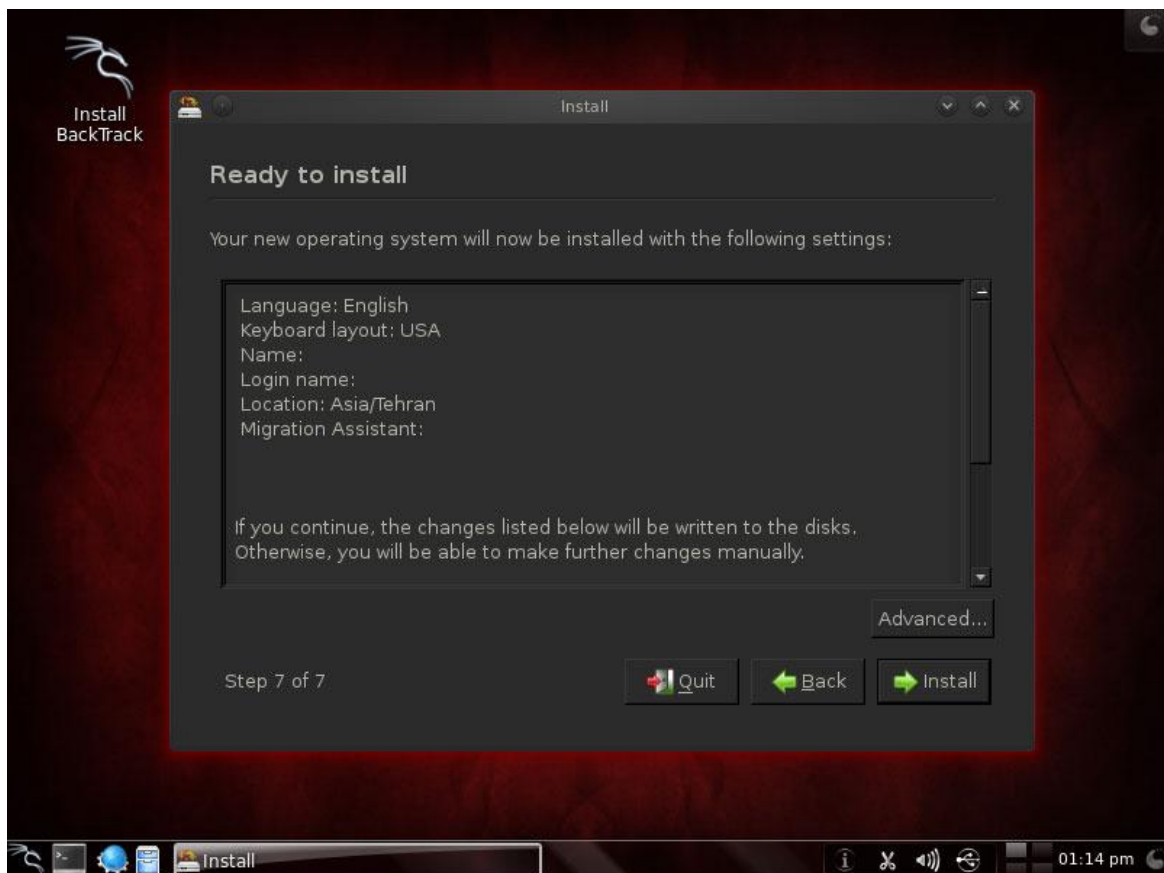 Install
BackTrack
Install
Ready to install
Your new operating system will now be installed with the following settings:
Language: English
Keyboard layout: USA
Name:
Login name:
Location: Asia/Tehran
Migration Assistant:
If you continue, the changes listed below will be written to the disks.
Otherwise, you will be able to make further changes manually.
Advanced...
Step 7 of 7
Quit
Back
Install
Install
01:14 pm